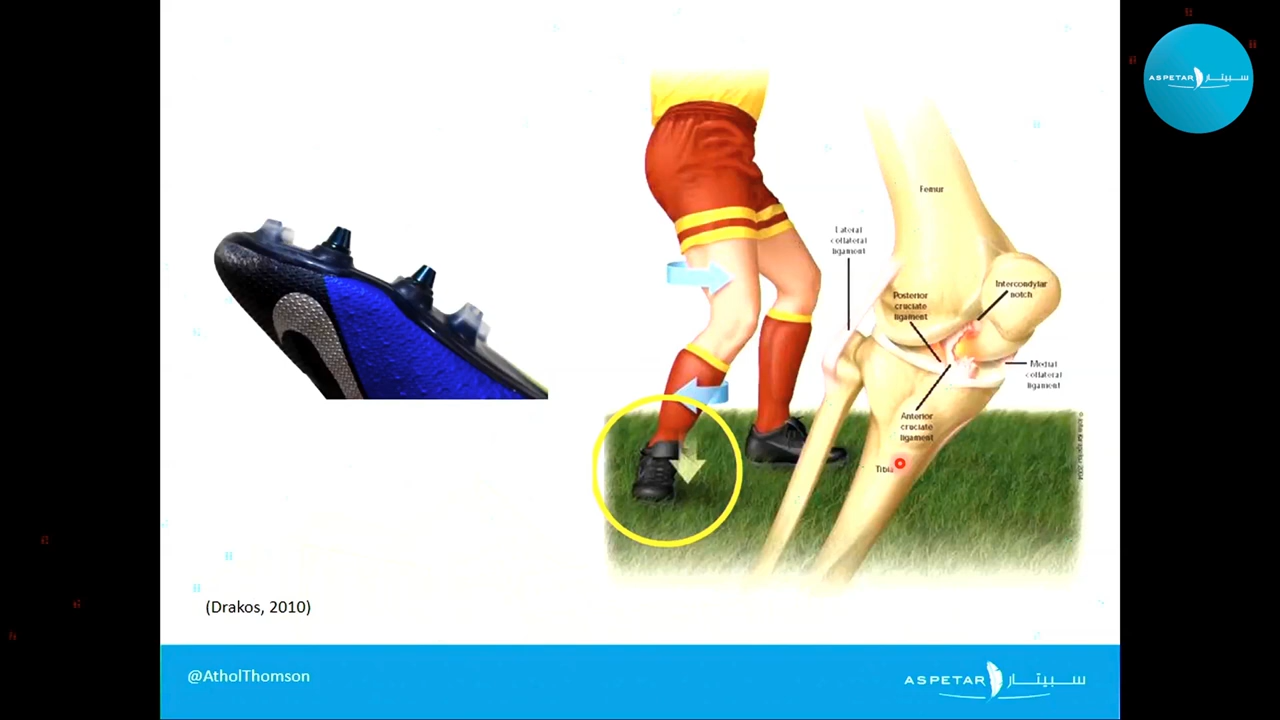 ASPETAR سبيتار
Femur
Lateral
collateral
ligament
Posterior
cruciate
ligament
Intercondylar
notch
Medial
collateral
ligament
Anterior
cruciate
ligament
Tibia
(Drakos, 2010)
@AtholThomson
ASPETAR سبيتار